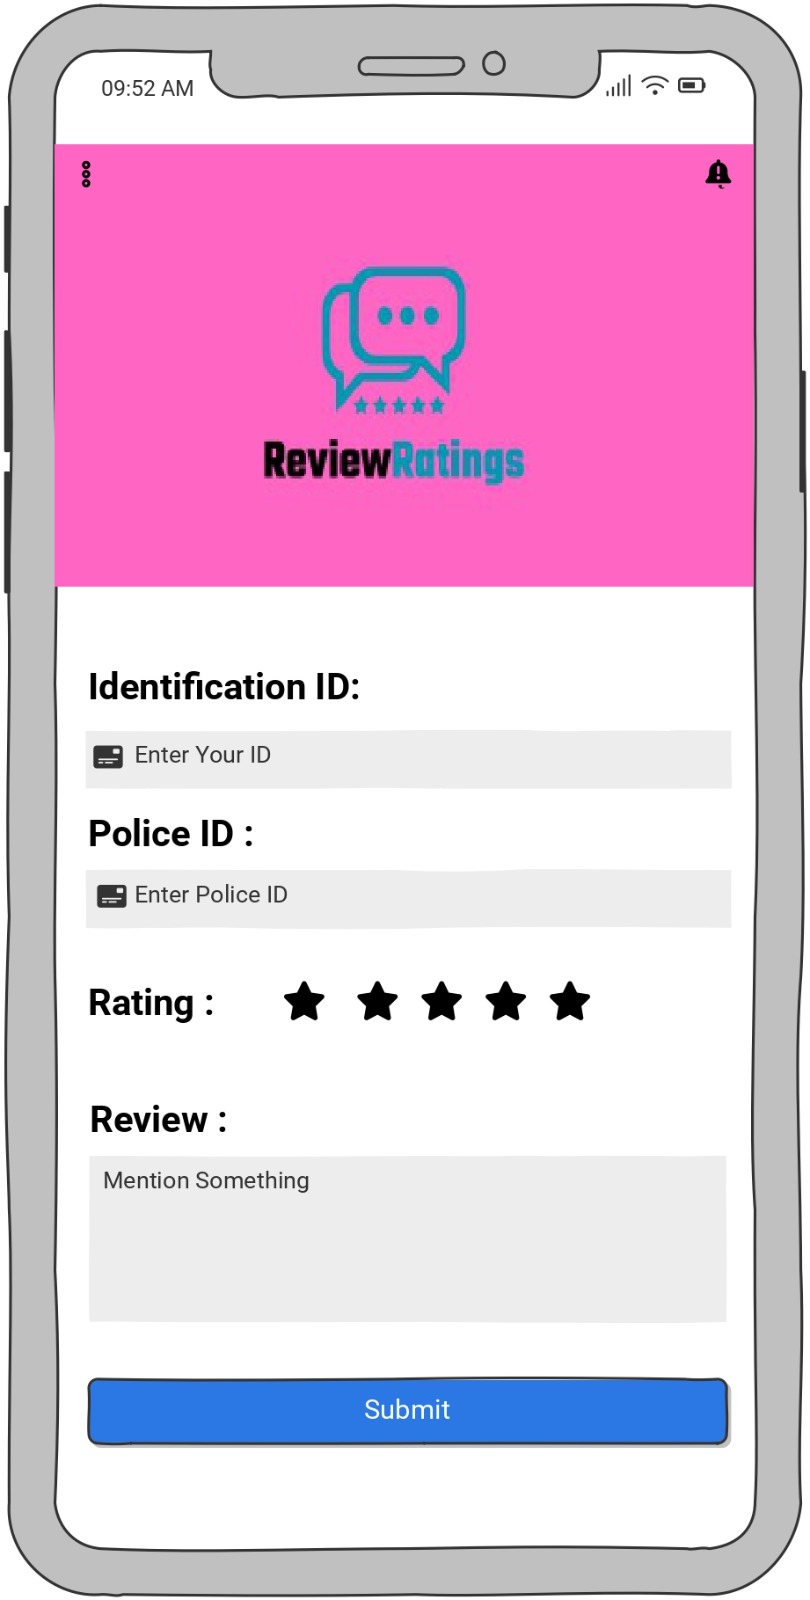 09:52 AM
ReviewRatings
Identification ID:
Enter Your ID
Police ID :
Enter Police ID
Rating :
Review :
Mention Something
Submit